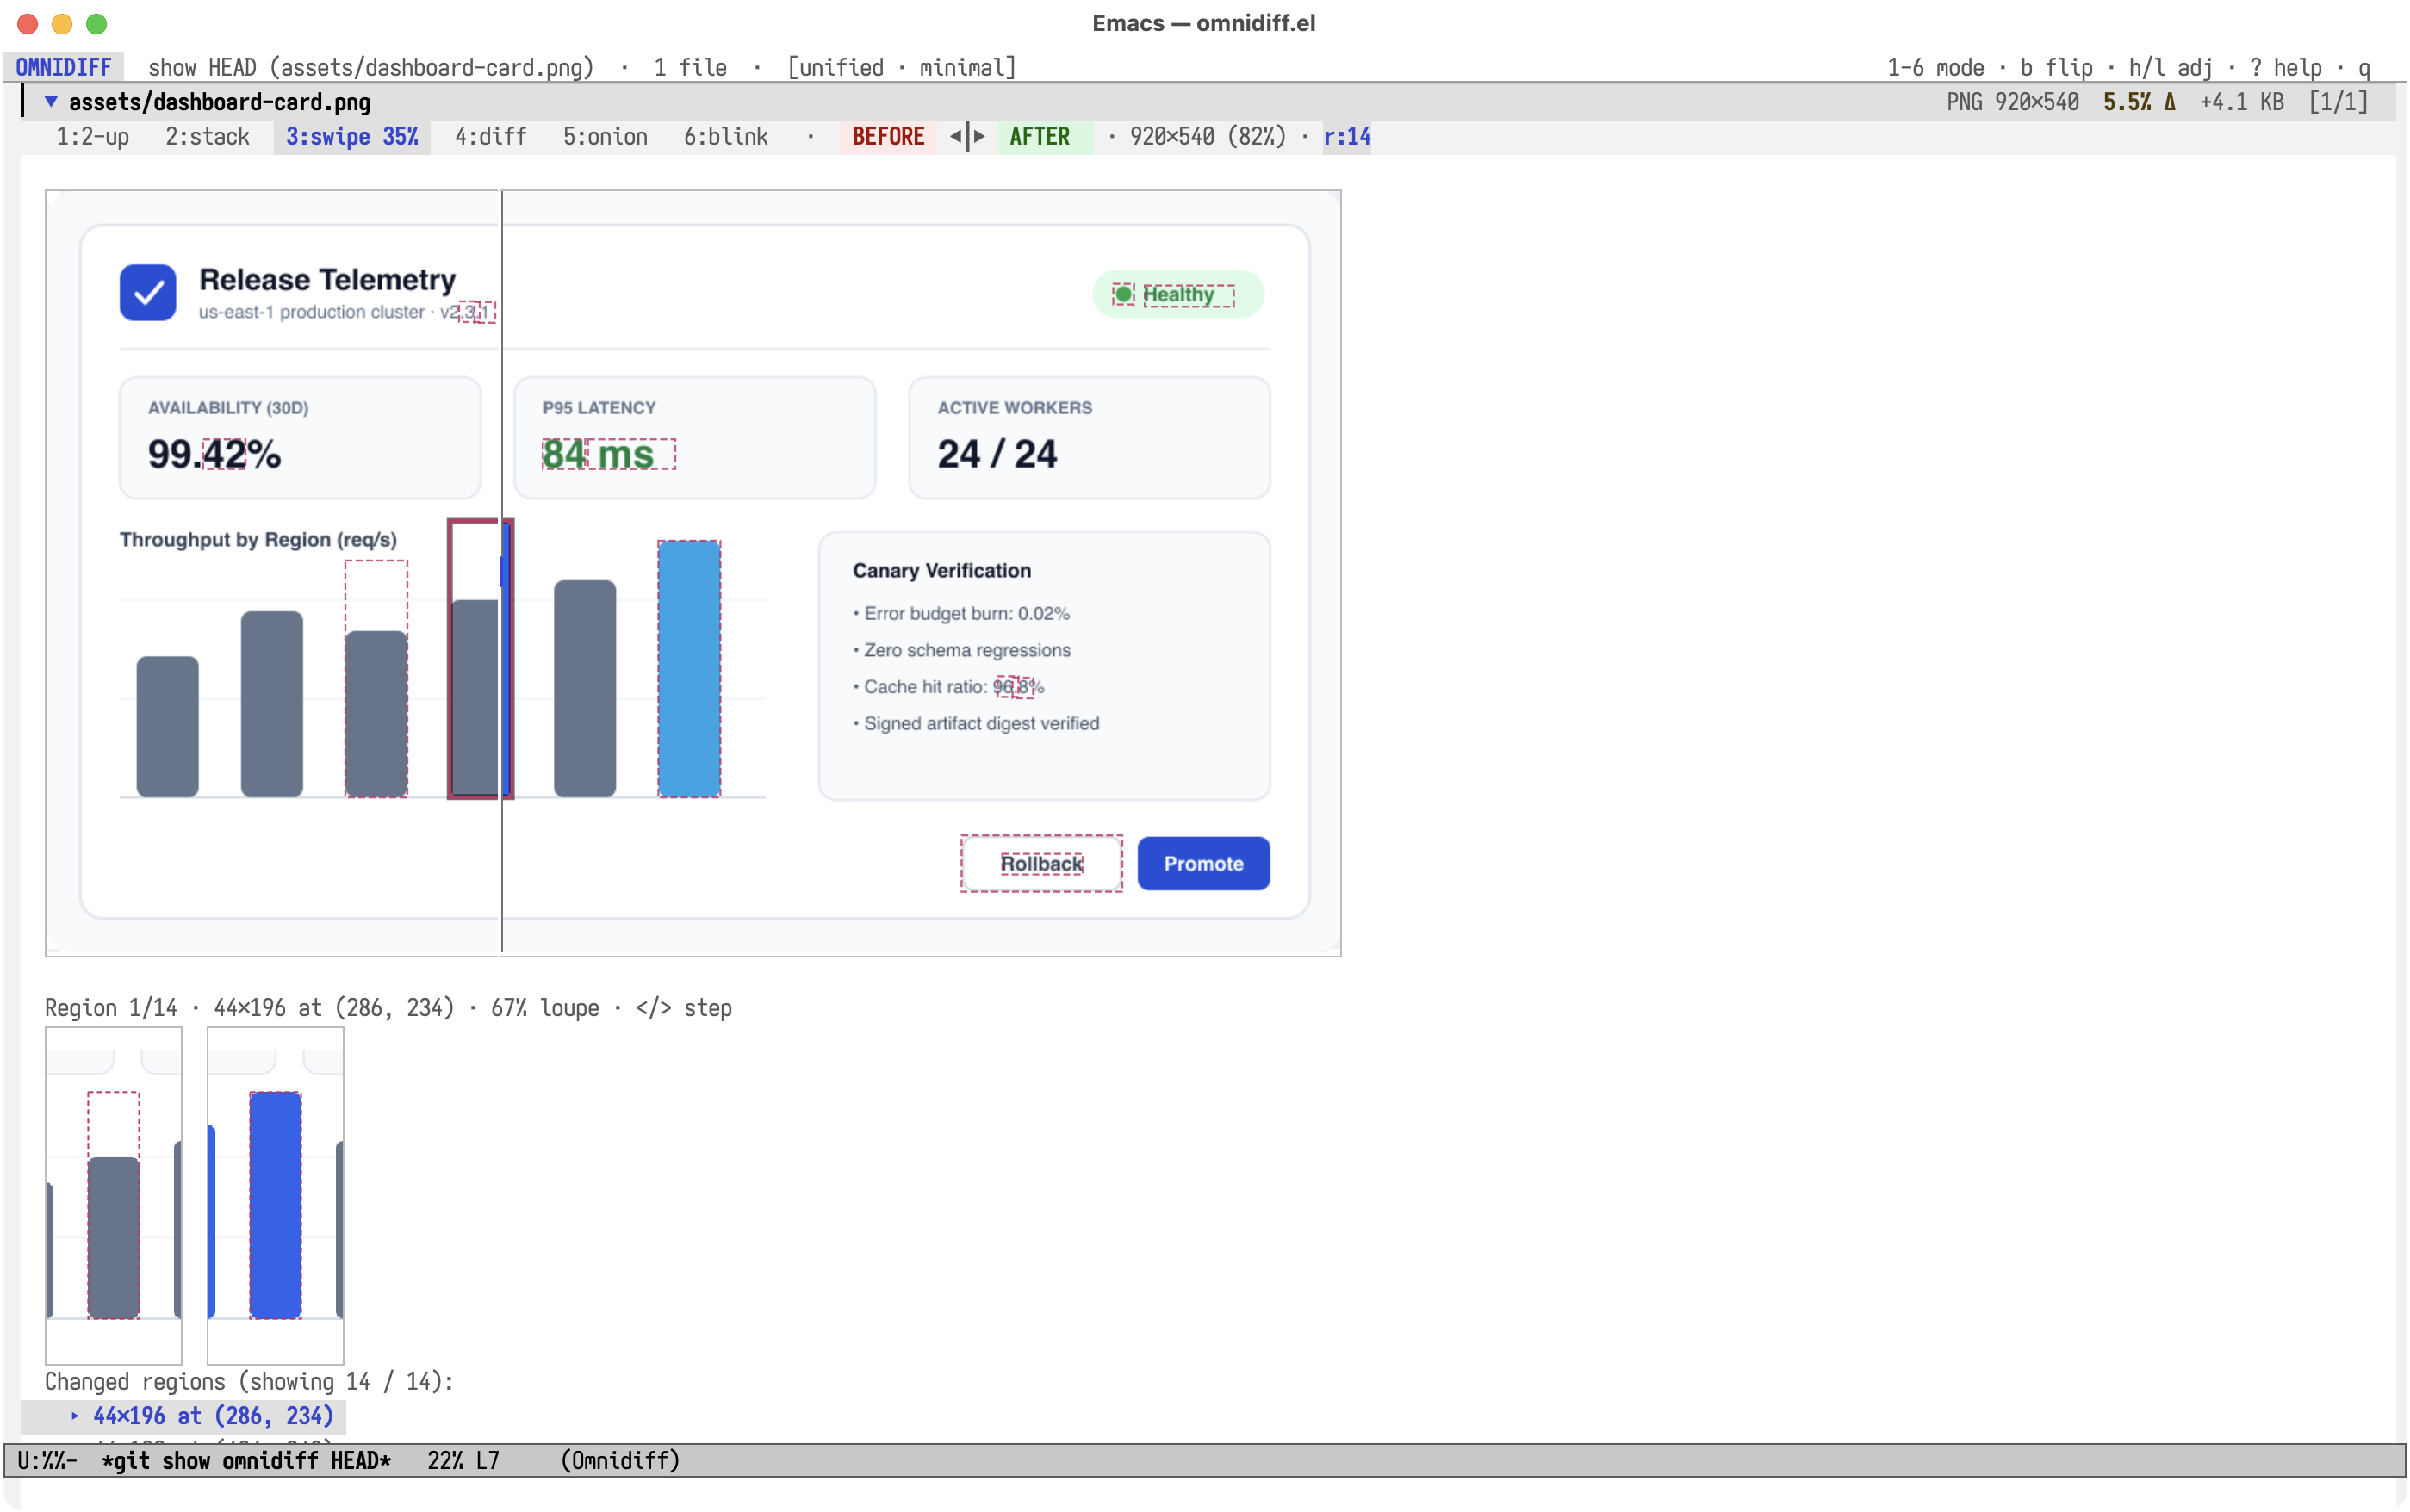 Emacs — omnidiff.el
OMNIDIFF show HEAD (assets/dashboard-card.png) · 1 file · [unified · minimal] 1-6 mode · b flip · h/l adj · ? help · q
▼ assets/dashboard-card.png PNG 920×540 5.5% Δ +4.1 KB [1/1]
1:2-up 2:stack 3:swipe 35% 4:diff 5:onion 6:blink · BEFORE ◀|▶ AFTER · 920×540 (82%) · r:14
Release Telemetry
us-east-1 production cluster · v2.3.1
Healthy
AVAILABILITY (30D)
99.42%
P95 LATENCY
84 ms
ACTIVE WORKERS
24 / 24
Throughput by Region (req/s)
Canary Verification
• Error budget burn: 0.02%
• Zero schema regressions
• Cache hit ratio: 96.8%
• Signed artifact digest verified
Rollback
Promote
Region 1/14 · 44×196 at (286, 234) · 67% loupe · </> step
Changed regions (showing 14 / 14):
▸ 44×196 at (286, 234)
U:%%- *git show omnidiff HEAD* 22% L7 (Omnidiff)